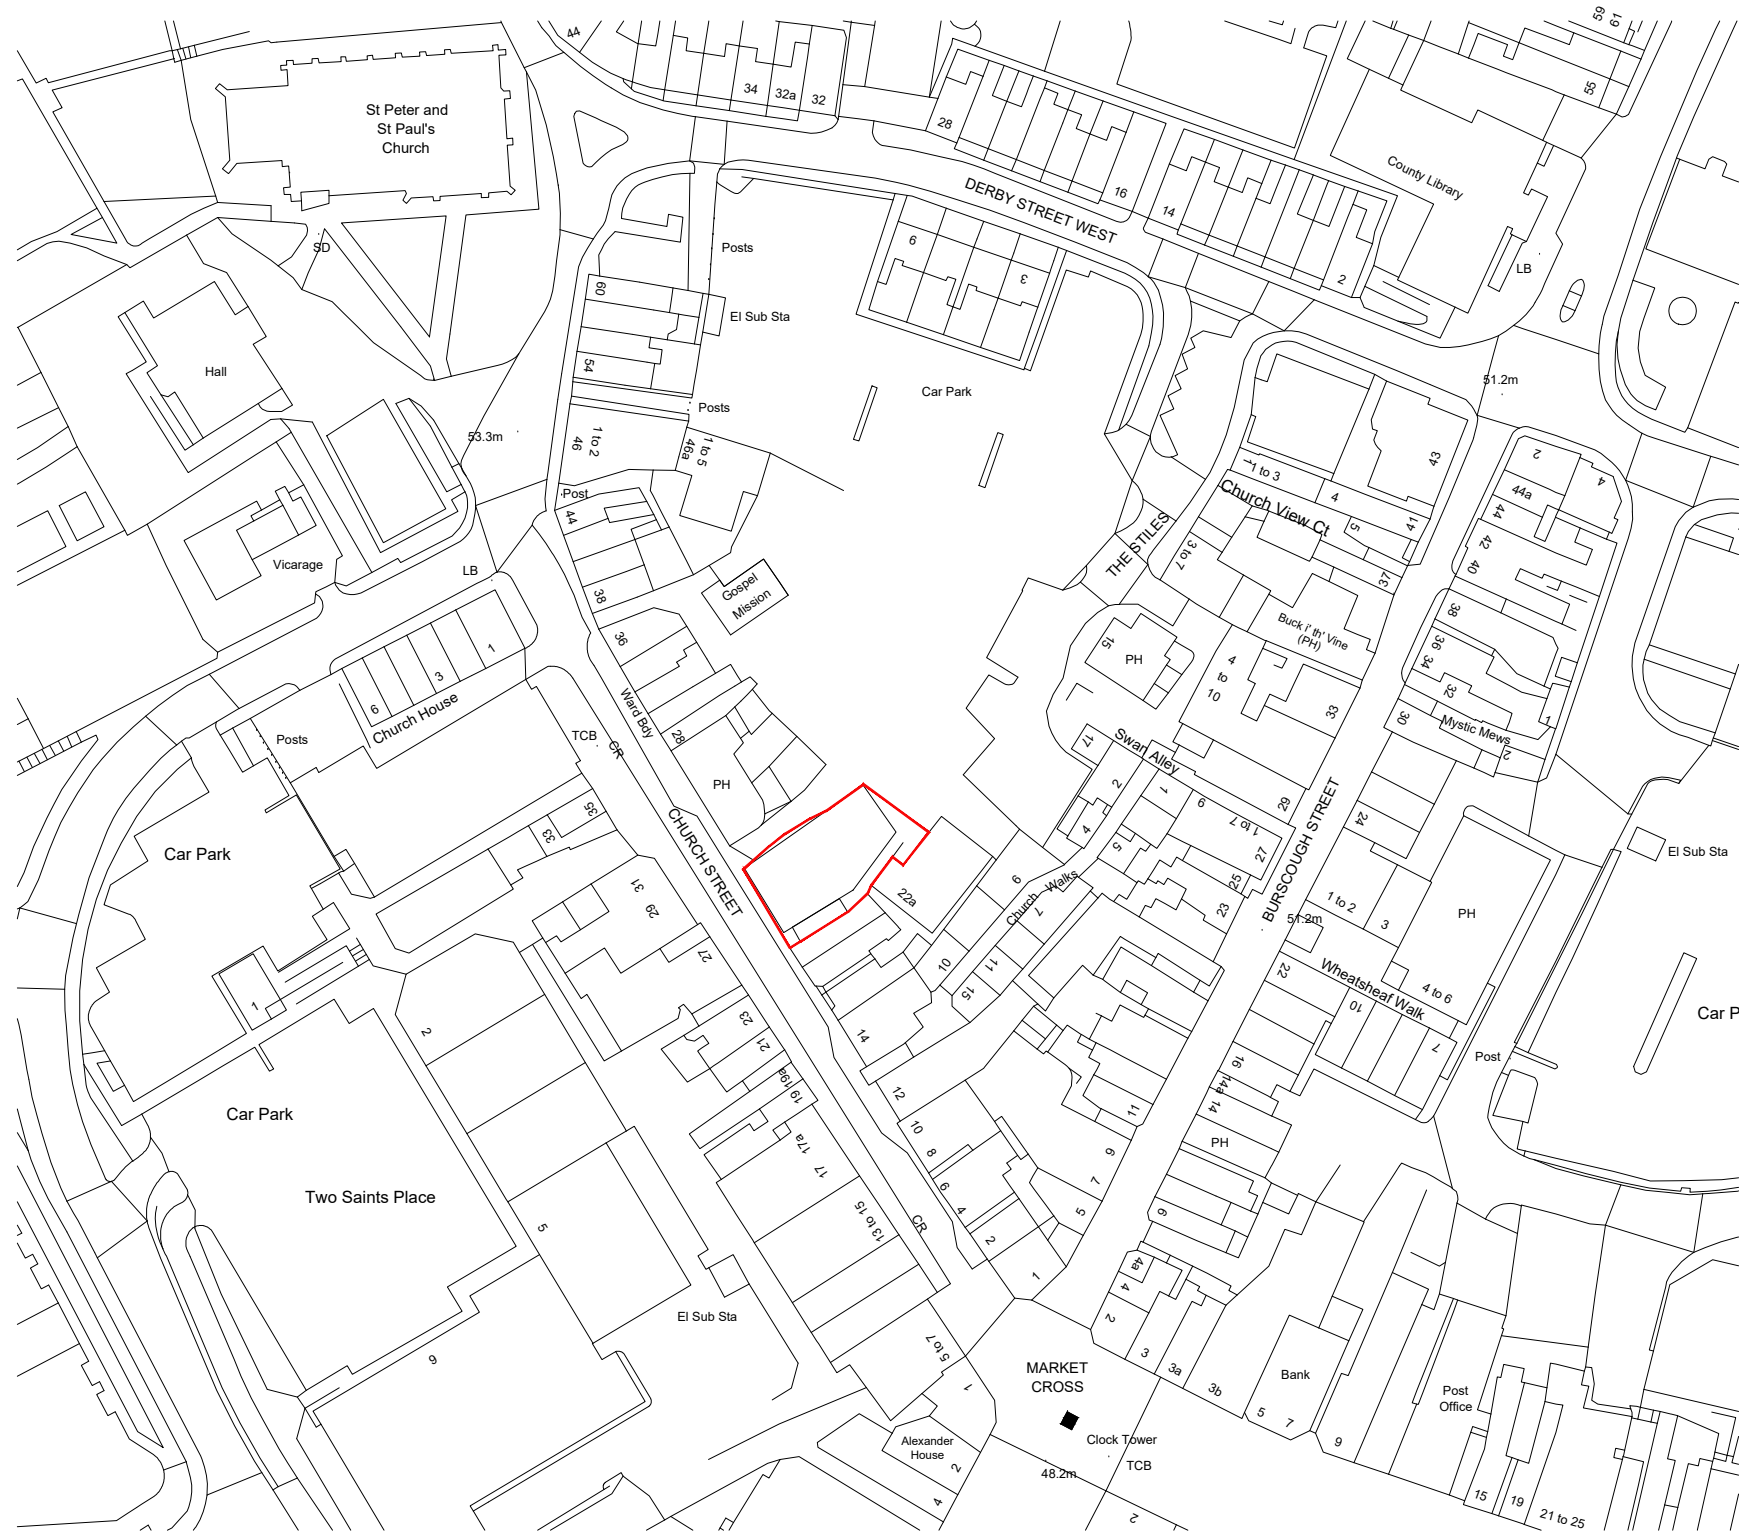 44
34
32a
32
59
61
55
28
16
14
2
County Library
LB
St Peter and
St Paul's
Church
DERBY STREET WEST
SD
Posts
6
3
El Sub Sta
60
54
Hall
Car Park
51.2m
Posts
53.3m
1 to 2
46
1 to 5
46a
Post
44
38
Gospel
Mission
1 to 3
4
43
Church View Ct
5
41
3 to 7
37
THE STILES
2
4
44a
44
42
40
38
36
34
32
30
Mystic Mews
1
2
Vicarage
LB
36
Ward Bdy
28
PH
1
3
6
Church House
Posts
TCB
CR
15
PH
Buck i' th' Vine
(PH)
4
to
10
33
Swan Alley
17
2
4
1
5
9
1 to 7
29
27
25
23
BURSCOUGH STREET
24
1 to 2
3
PH
El Sub Sta
Car Park
33
35
CHURCH STREET
31
29
27
22a
6
Church Walks
7
10
11
15
51.2m
22
Wheatsheaf Walk
10
4 to 6
7
Post
Car P
1
2
Car Park
23
21
19a
19
17a
17
14
12
10
8
6
4
2
1
11
9
7
5
16
14a
14
PH
6
4a
4
2
3
3a
3b
5
7
9
Bank
Post
Office
15
19
21 to 25
Two Saints Place
5
9
El Sub Sta
13 to 15
CR
5 to 7
1
MARKET
CROSS
Clock Tower
TCB
48.2m
Alexander
House
2
4
2